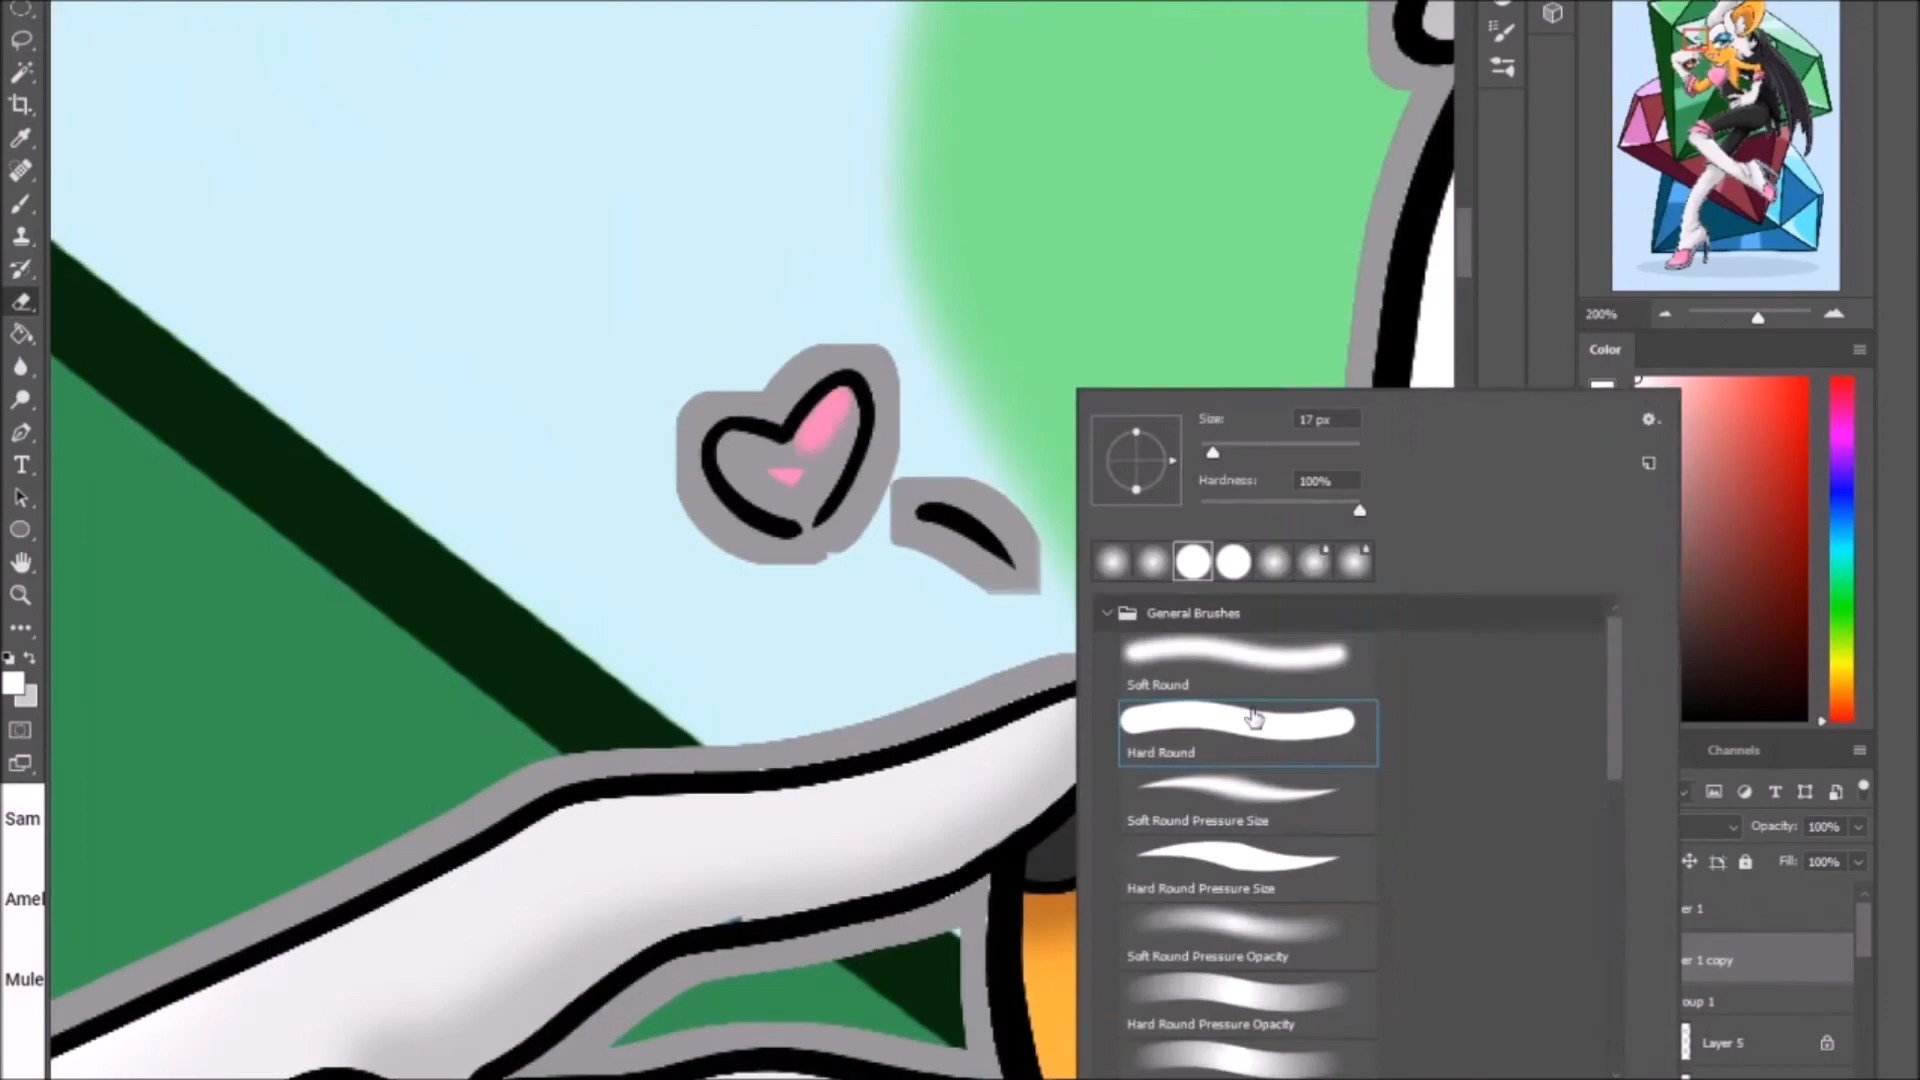 200%
Color
Size: 17 px
Hardness: 100%
General Brushes
Soft Round
Hard Round
Soft Round Pressure Size
Hard Round Pressure Size
Soft Round Pressure Opacity
Hard Round Pressure Opacity
Channels
Opacity: 100%
Fill: 100%
er 1
er 1 copy
oup 1
Layer 5
Sam
Amel
Mule